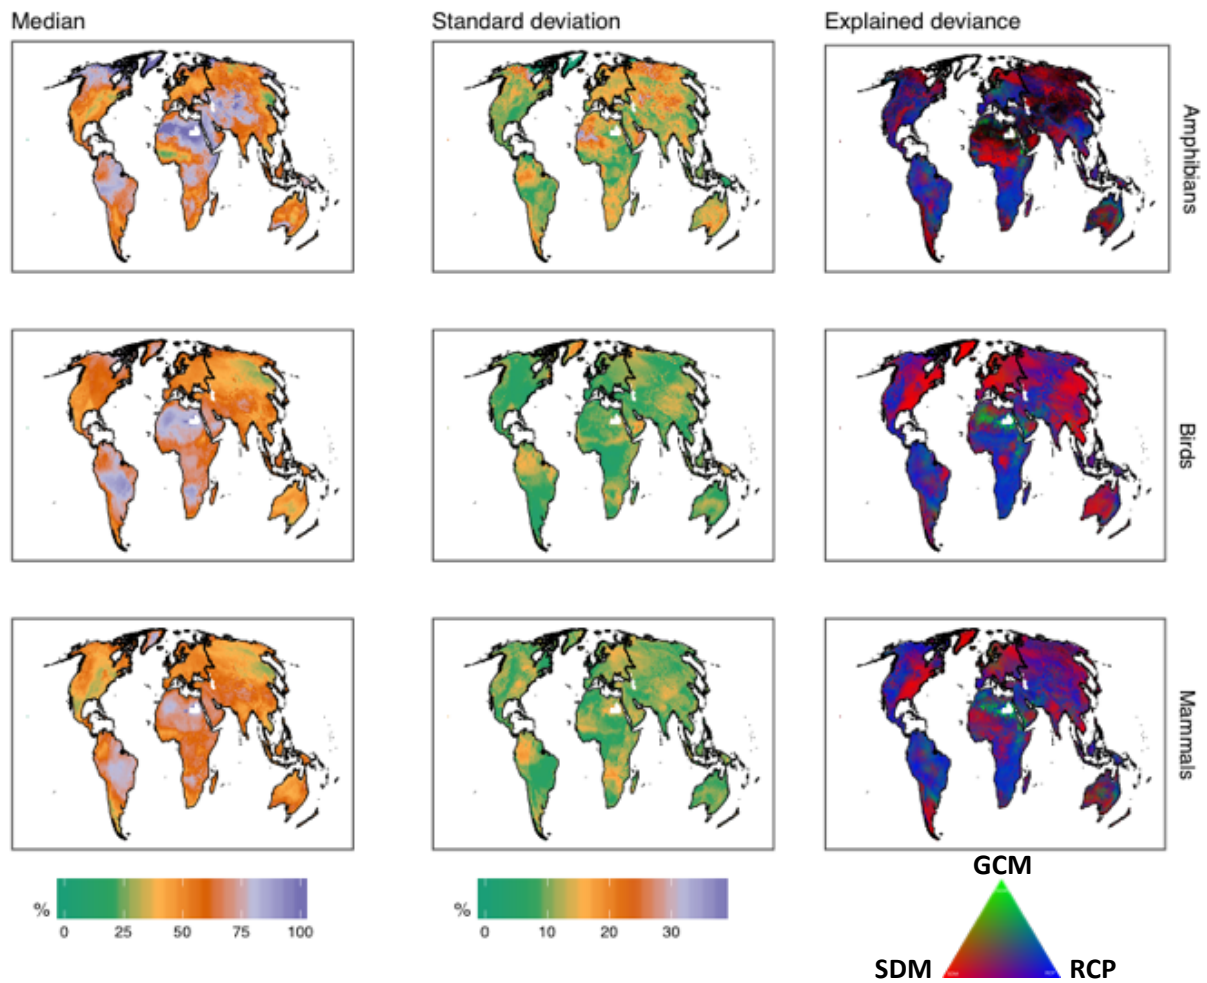 Median
Standard deviation
Explained deviance
Amphibians
Birds
Mammals
%
0 25 50 75 100
%
0 10 20 30
GCM
SDM
RCP